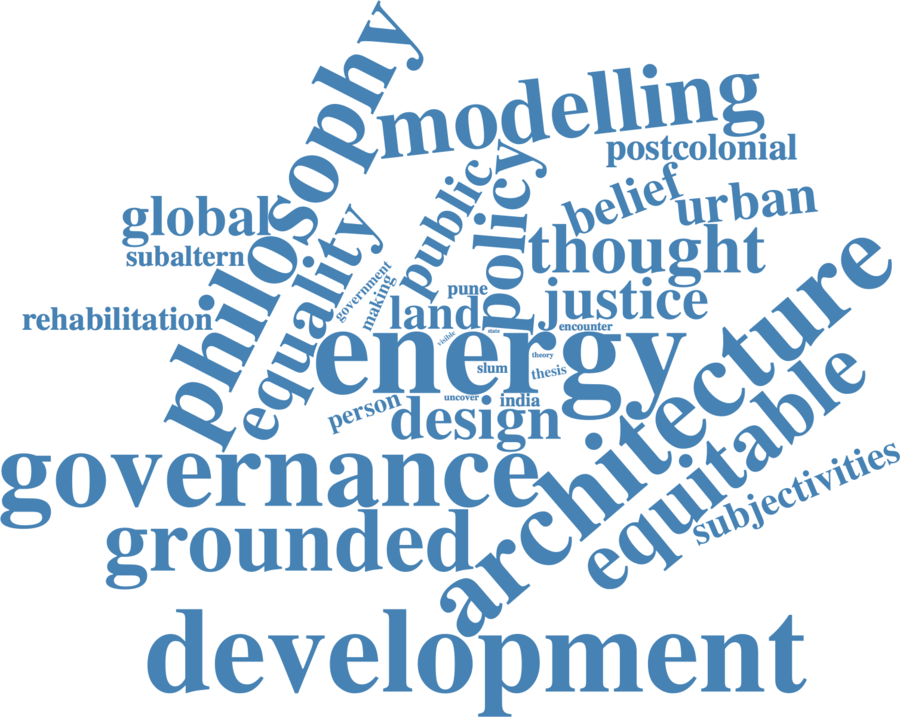 philosophy
modelling
postcolonial
public
policy
belief
urban
global
equality
thought
subaltern
government
making
pune
justice
rehabilitation
land
encounter
visible
state
energy
theory
slum
thesis
architecture
person
uncover
india
design
equitable
governance
subjectivities
grounded
development